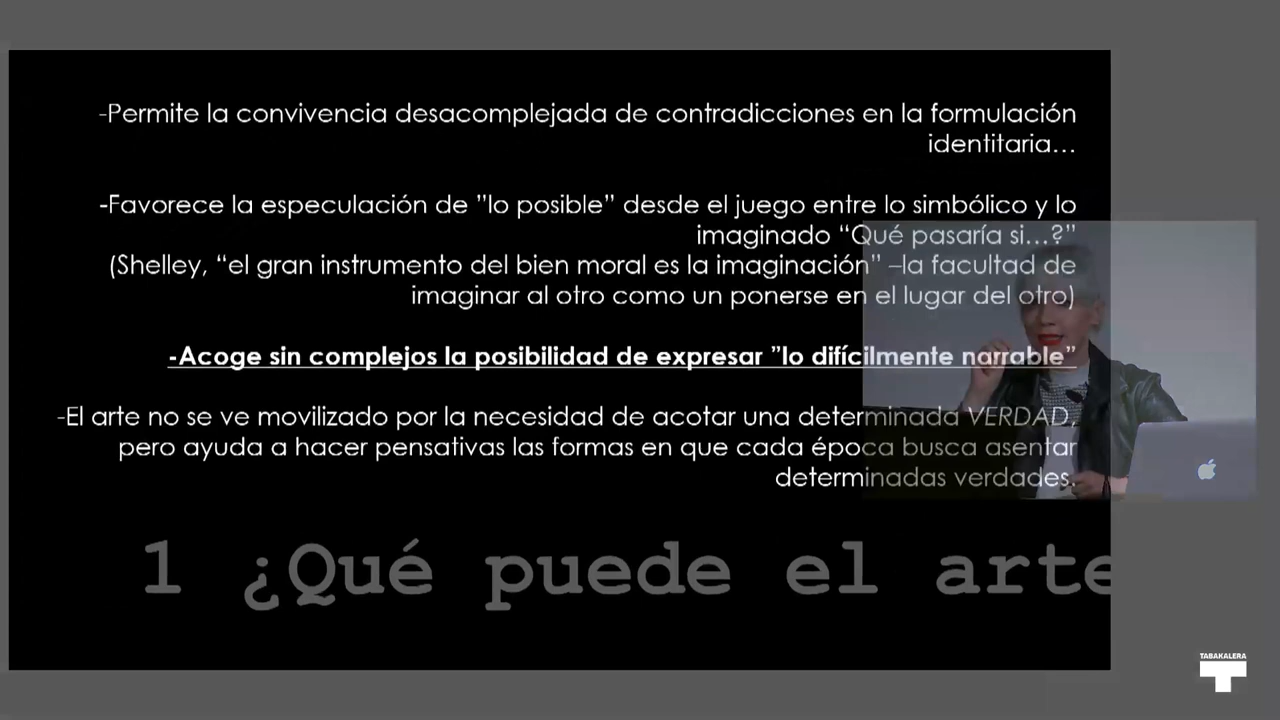 -Permite la convivencia desacomplejada de contradicciones en la formulación
identitaria...
-Favorece la especulación de ”lo posible” desde el juego entre lo simbólico y lo
imaginado “Qué pasaría si...?”
(Shelley, “el gran instrumento del bien moral es la imaginación” –la facultad de
imaginar al otro como un ponerse en el lugar del otro)
-Acoge sin complejos la posibilidad de expresar ”lo difícilmente narrable”
-El arte no se ve movilizado por la necesidad de acotar una determinada VERDAD,
pero ayuda a hacer pensativas las formas en que cada época busca asentar
determinadas verdades.
1 ¿Qué puede el arte
TABAKALERA